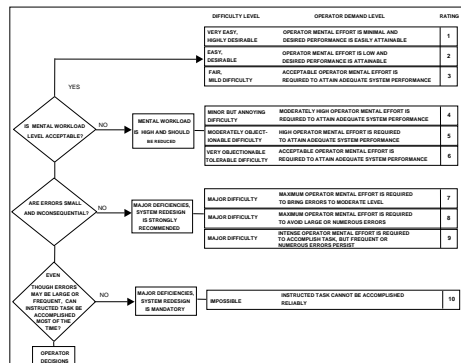 DIFFICULTY LEVEL OPERATOR DEMAND LEVEL RATING
VERY EASY, OPERATOR MENTAL EFFORT IS MINIMAL AND 1
HIGHLY DESIRABLE DESIRED PERFORMANCE IS EASILY ATTAINABLE
EASY, OPERATOR MENTAL EFFORT IS LOW AND 2
DESIRABLE DESIRED PERFORMANCE IS ATTAINABLE
FAIR, ACCEPTABLE OPERATOR MENTAL EFFORT IS 3
MILD DIFFICULTY REQUIRED TO ATTAIN ADEQUATE SYSTEM PERFORMANCE
YES
IS MENTAL WORKLOAD
LEVEL ACCEPTABLE?
NO
MENTAL WORKLOAD
IS HIGH AND SHOULD
BE REDUCED
MINOR BUT ANNOYING MODERATELY HIGH OPERATOR MENTAL EFFORT IS 4
DIFFICULTY REQUIRED TO ATTAIN ADEQUATE SYSTEM PERFORMANCE
MODERATELY OBJECT- HIGH OPERATOR MENTAL EFFORT IS REQUIRED 5
IONABLE DIFFICULTY TO ATTAIN ADEQUATE SYSTEM PERFORMANCE
VERY OBJECTIONABLE ACCEPTABLE OPERATOR MENTAL EFFORT IS 6
TOLERABLE DIFFICULTY REQUIRED TO ATTAIN ADEQUATE SYSTEM PERFORMANCE
ARE ERRORS SMALL
AND INCONSEQUENTIAL?
NO
MAJOR DEFICIENCIES,
SYSTEM REDESIGN
IS STRONGLY
RECOMMENDED
MAJOR DIFFICULTY MAXIMUM OPERATOR MENTAL EFFORT IS REQUIRED 7
TO BRING ERRORS TO MODERATE LEVEL
MAJOR DIFFICULTY MAXIMUM OPERATOR MENTAL EFFORT IS REQUIRED 8
TO AVOID LARGE OR NUMEROUS ERRORS
MAJOR DIFFICULTY INTENSE OPERATOR MENTAL EFFORT IS REQUIRED 9
TO ACCOMPLISH TASK, BUT FREQUENT OR
NUMEROUS ERRORS PERSIST
EVEN
THOUGH ERRORS
MAY BE LARGE OR
FREQUENT, CAN
INSTRUCTED TASK BE
ACCOMPLISHED
MOST OF THE
TIME?
NO
MAJOR DEFICIENCIES,
SYSTEM REDESIGN
IS MANDATORY
IMPOSSIBLE INSTRUCTED TASK CANNOT BE ACCOMPLISHED 10
RELIABLY
OPERATOR
DECISIONS